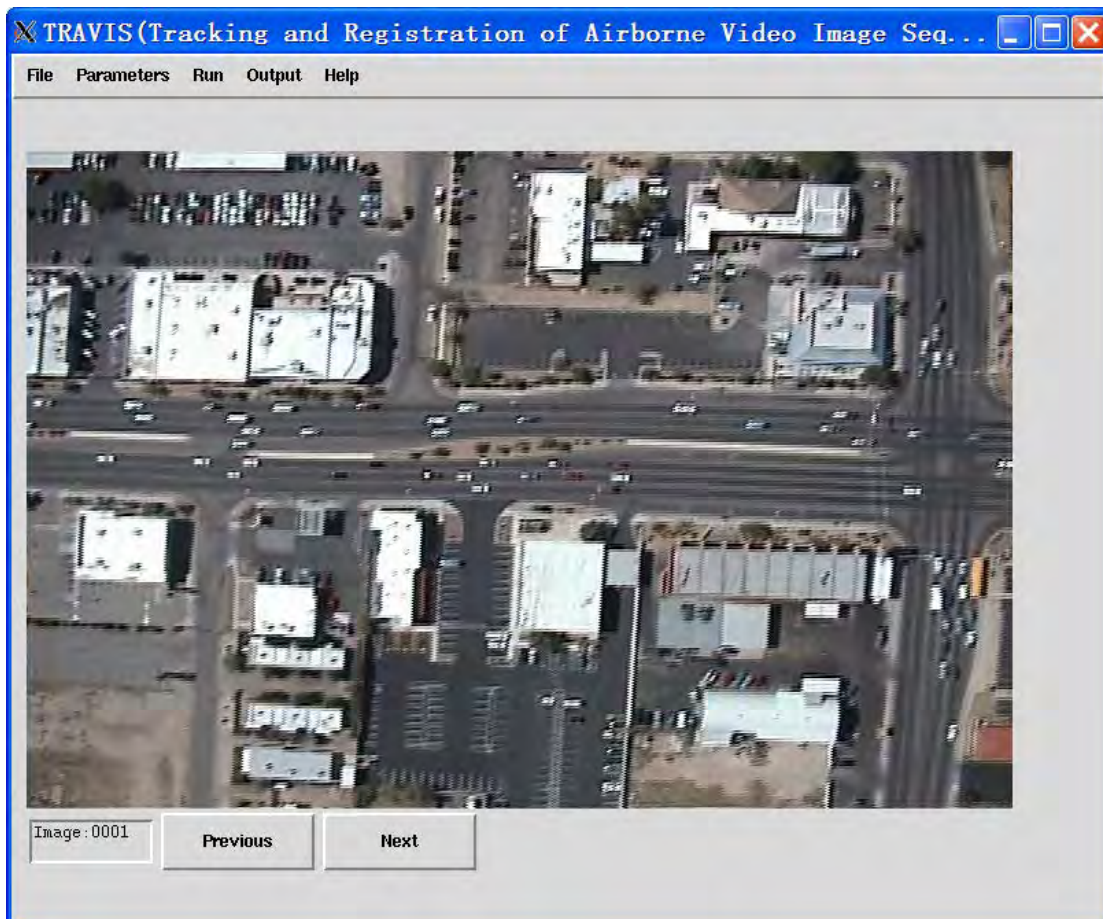 TRAVIS(Tracking and Registration of Airborne Video Image Seq...
File Parameters Run Output Help
Image:0001
Previous Next